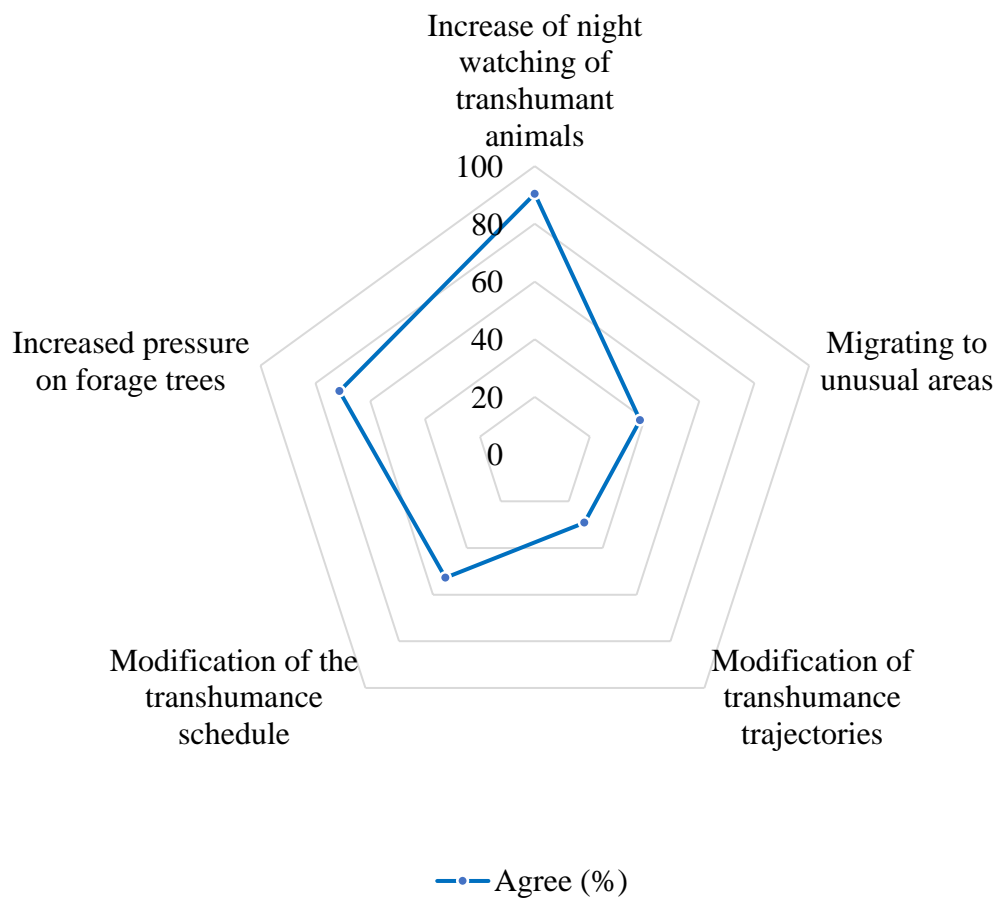 Increase of night
watching of
transhumant
animals
100
80
60
40
20
0
Increased pressure
on forage trees
Migrating to
unusual areas
Modification of the
transhumance
schedule
Modification of
transhumance
trajectories
Agree (%)